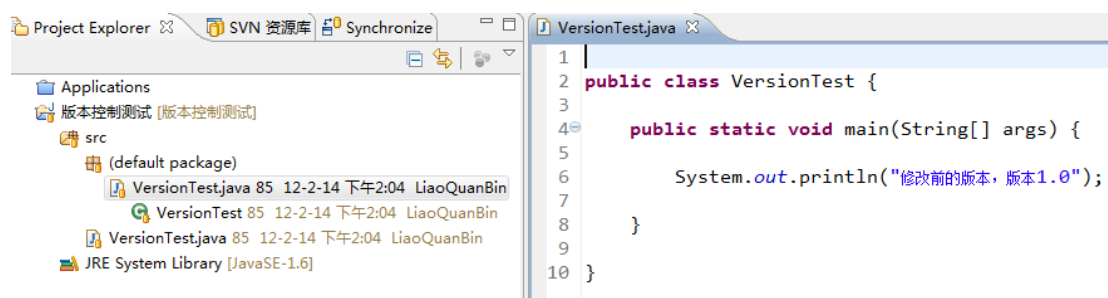 Project Explorer
SVN 资源库
Synchronize
Applications
版本控制测试 [版本控制测试]
src
(default package)
VersionTest.java 85 12-2-14 下午2:04 LiaoQuanBin
VersionTest 85 12-2-14 下午2:04 LiaoQuanBin
VersionTest.java 85 12-2-14 下午2:04 LiaoQuanBin
JRE System Library [JavaSE-1.6]
VersionTest.java
1
2 public class VersionTest {
3
4 public static void main(String[] args) {
5
6 System.out.println("修改前的版本，版本1.0");
7
8 }
9
10 }